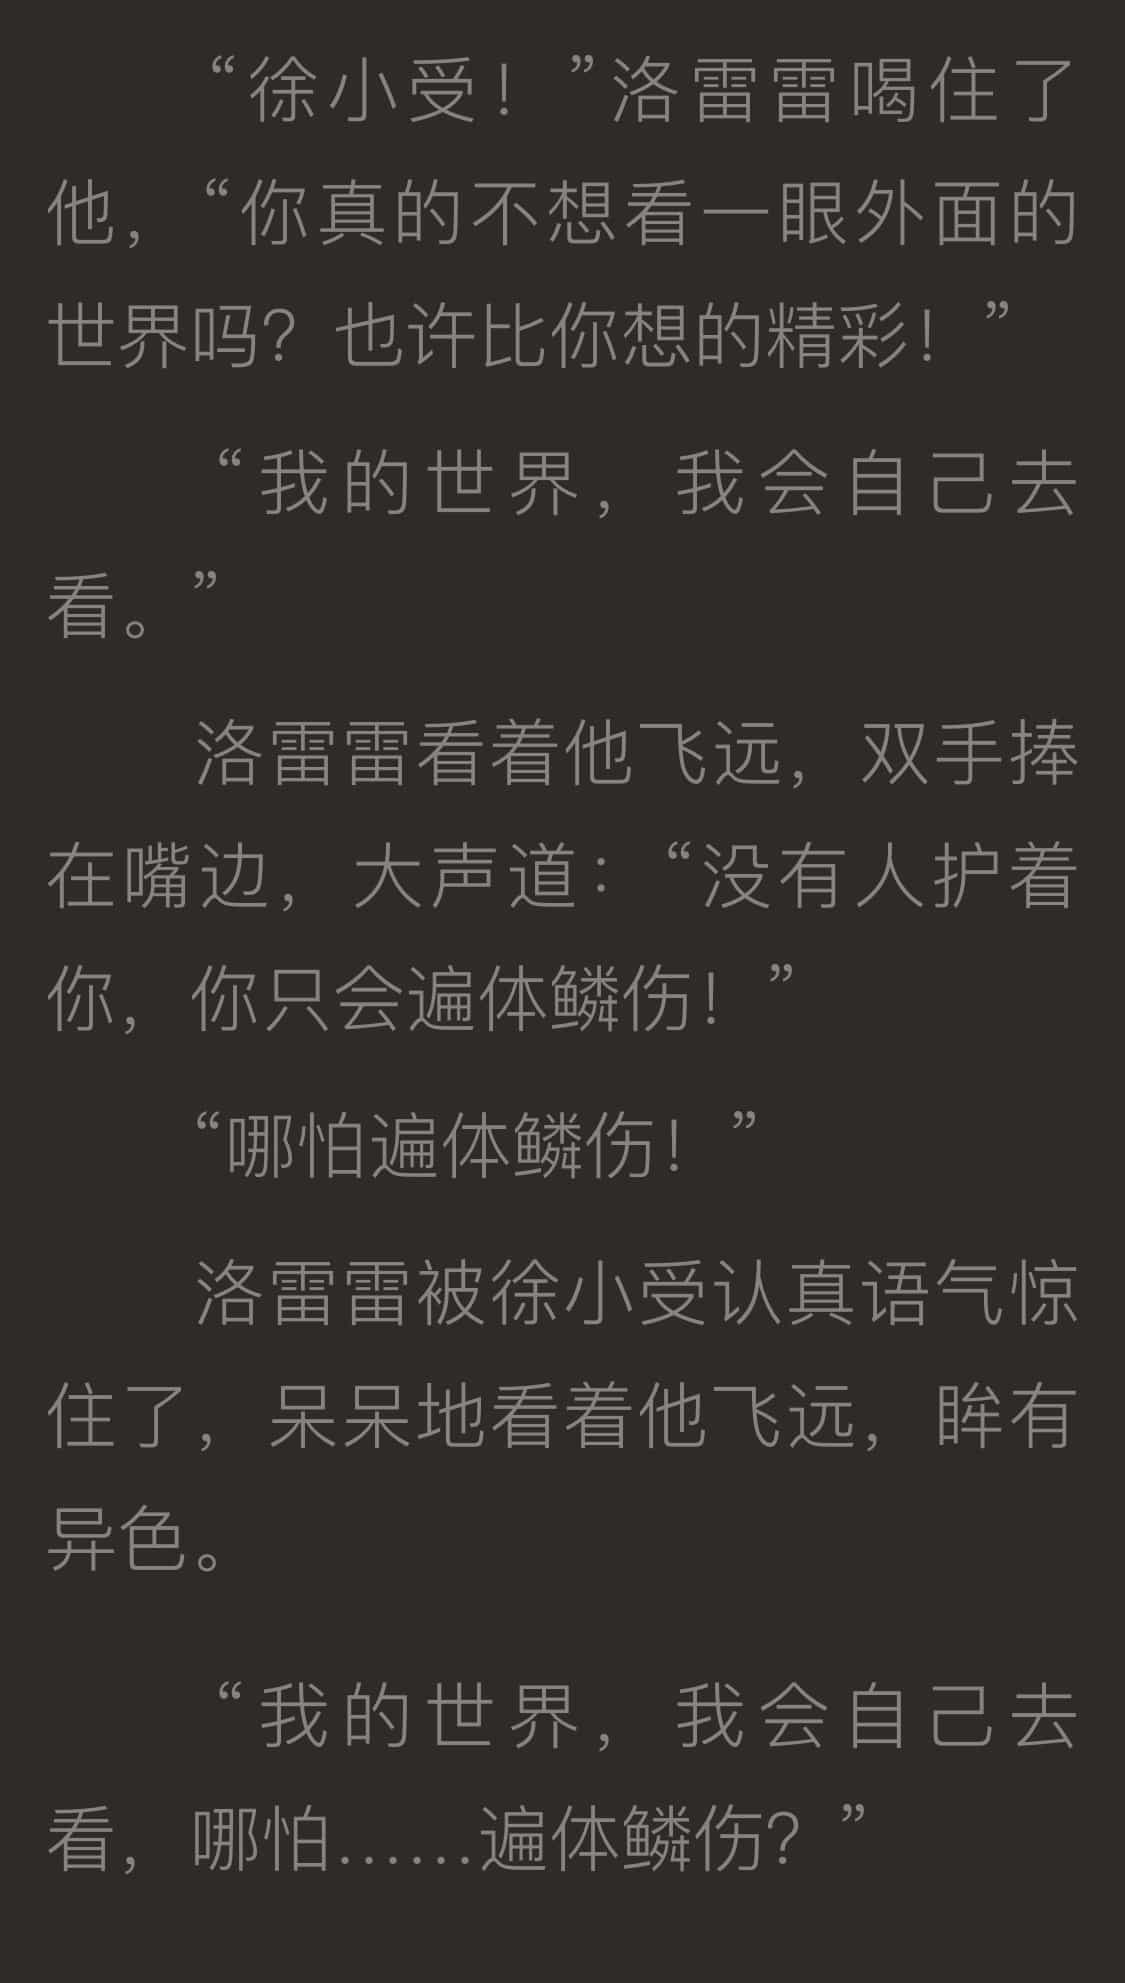 “徐小受！”洛雷雷喝住了
他，“你真的不想看一眼外面的
世界吗？也许比你想的精彩！”
“我的世界，我会自己去
看。”
洛雷雷看着他飞远，双手捧
在嘴边，大声道：“没有人护着
你，你只会遍体鳞伤！”
“哪怕遍体鳞伤！”
洛雷雷被徐小受认真语气惊
住了，呆呆地看着他飞远，眸有
异色。
“我的世界，我会自己去
看，哪怕……遍体鳞伤？”